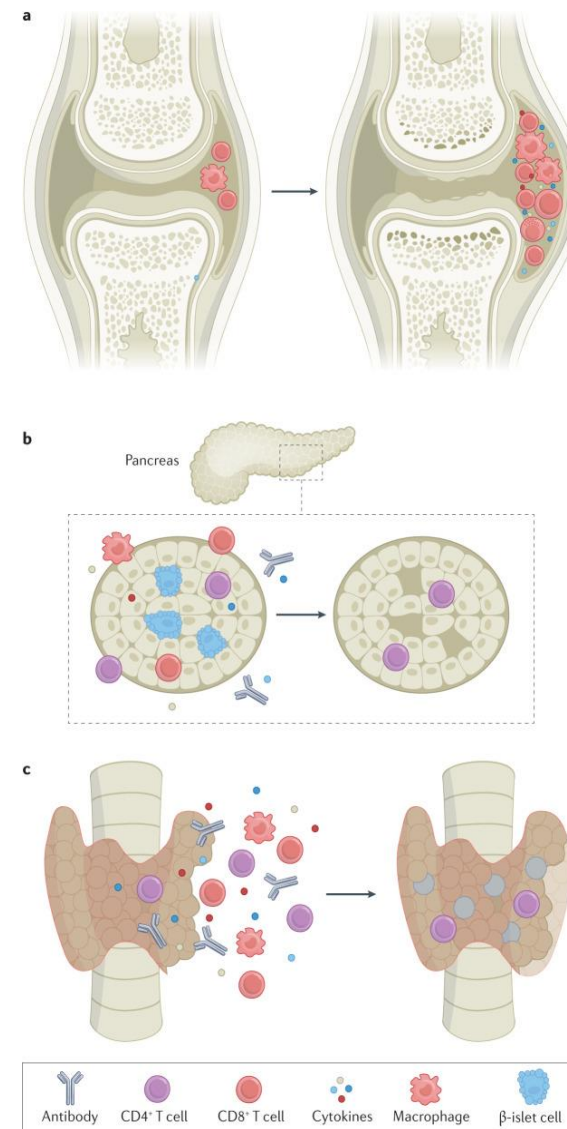 a
b
Pancreas
c
Antibody CD4⁺ T cell CD8⁺ T cell Cytokines Macrophage β-islet cell